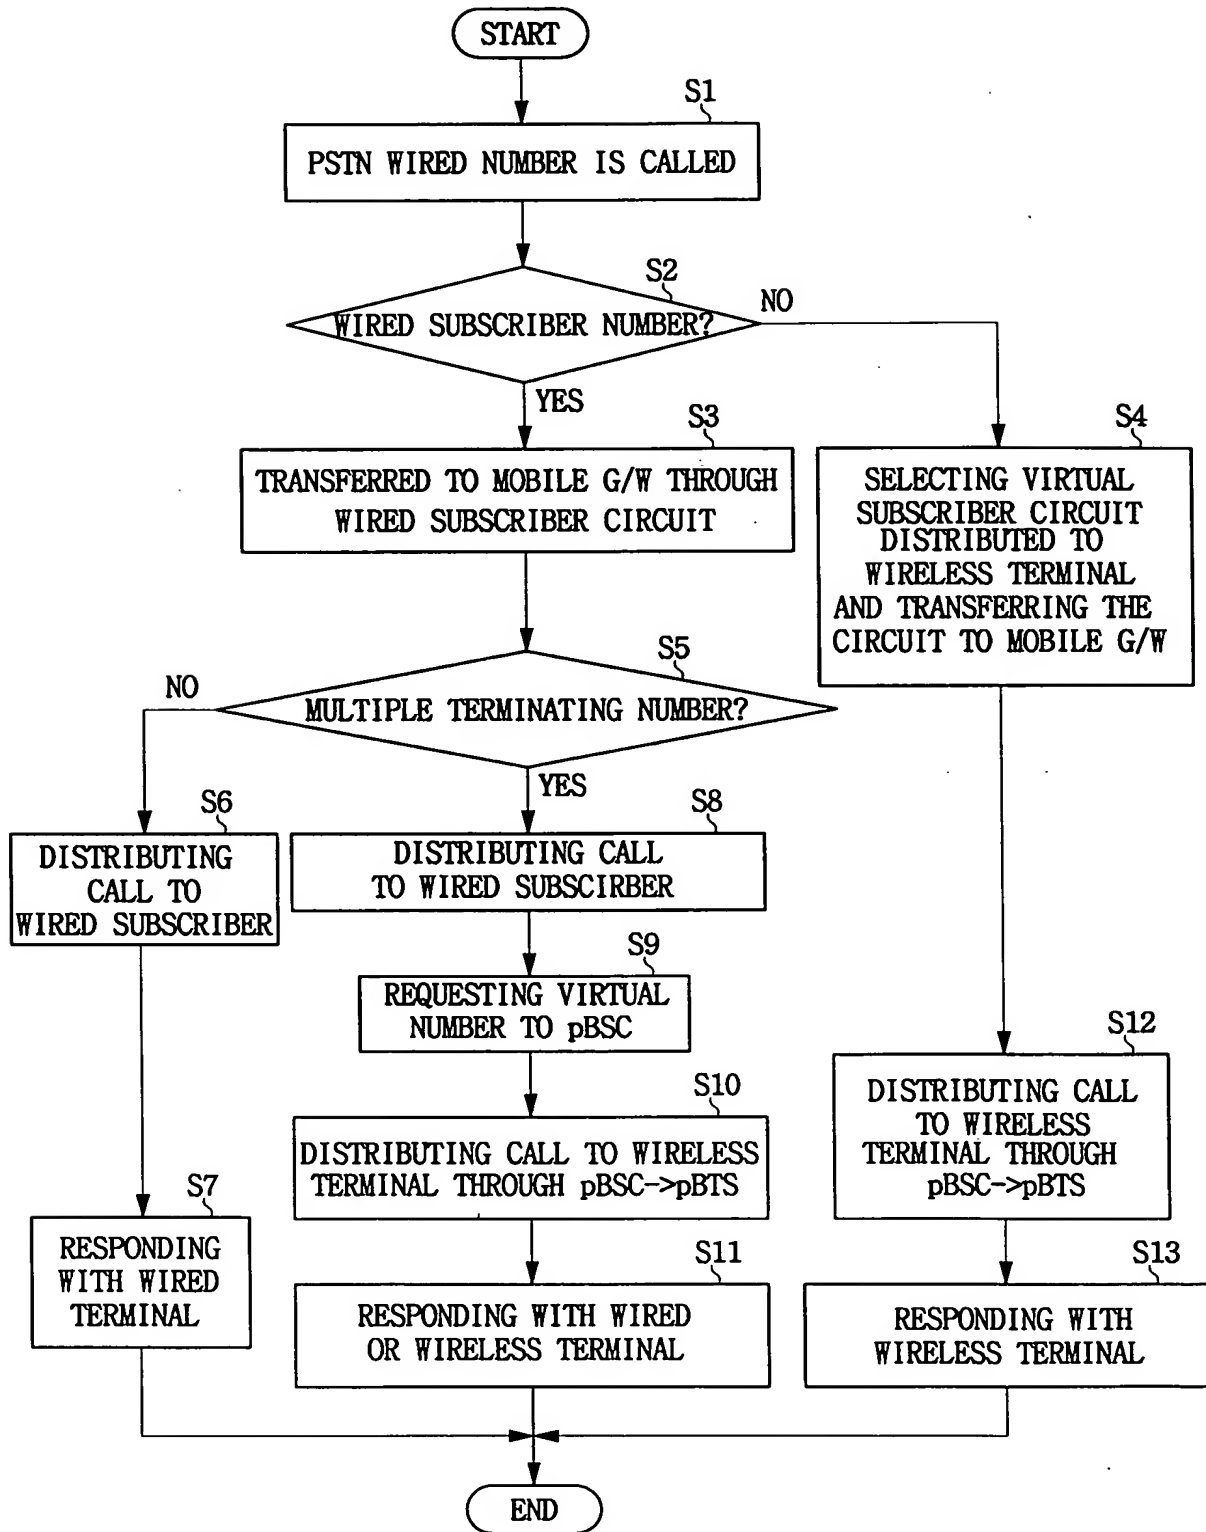 START
S1
PSTN WIRED NUMBER IS CALLED
S2
WIRED SUBSCRIBER NUMBER?
NO
YES
S3
TRANSFERRED TO MOBILE G/W THROUGH
WIRED SUBSCRIBER CIRCUIT
S4
SELECTING VIRTUAL
SUBSCRIBER CIRCUIT
DISTRIBUTED TO
WIRELESS TERMINAL
AND TRANSFERRING THE
CIRCUIT TO MOBILE G/W
S5
MULTIPLE TERMINATING NUMBER?
NO
YES
S6
DISTRIBUTING
CALL TO
WIRED SUBSCRIBER
S8
DISTRIBUTING CALL
TO WIRED SUBSCIRBER
S9
REQUESTING VIRTUAL
NUMBER TO pBSC
S10
DISTRIBUTING CALL TO WIRELESS
TERMINAL THROUGH pBSC->pBTS
S12
DISTRIBUTING CALL
TO WIRELESS
TERMINAL THROUGH
pBSC->pBTS
S7
RESPONDING
WITH WIRED
TERMINAL
S11
RESPONDING WITH WIRED
OR WIRELESS TERMINAL
S13
RESPONDING WITH
WIRELESS TERMINAL
END